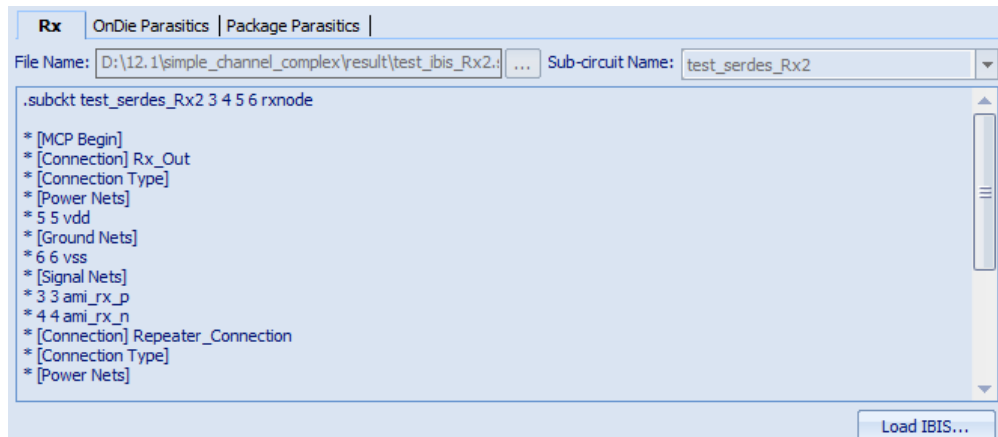 Rx OnDie Parasitics Package Parasitics
File Name: D:\12.1\simple_channel_complex\result\test_ibis_Rx2.s ... Sub-circuit Name: test_serdes_Rx2
.subckt test_serdes_Rx2 3 4 5 6 rxnode
* [MCP Begin]
* [Connection] Rx_Out
* [Connection Type]
* [Power Nets]
* 5 5 vdd
* [Ground Nets]
* 6 6 vss
* [Signal Nets]
* 3 3 ami_rx_p
* 4 4 ami_rx_n
* [Connection] Repeater_Connection
* [Connection Type]
* [Power Nets]
Load IBIS...